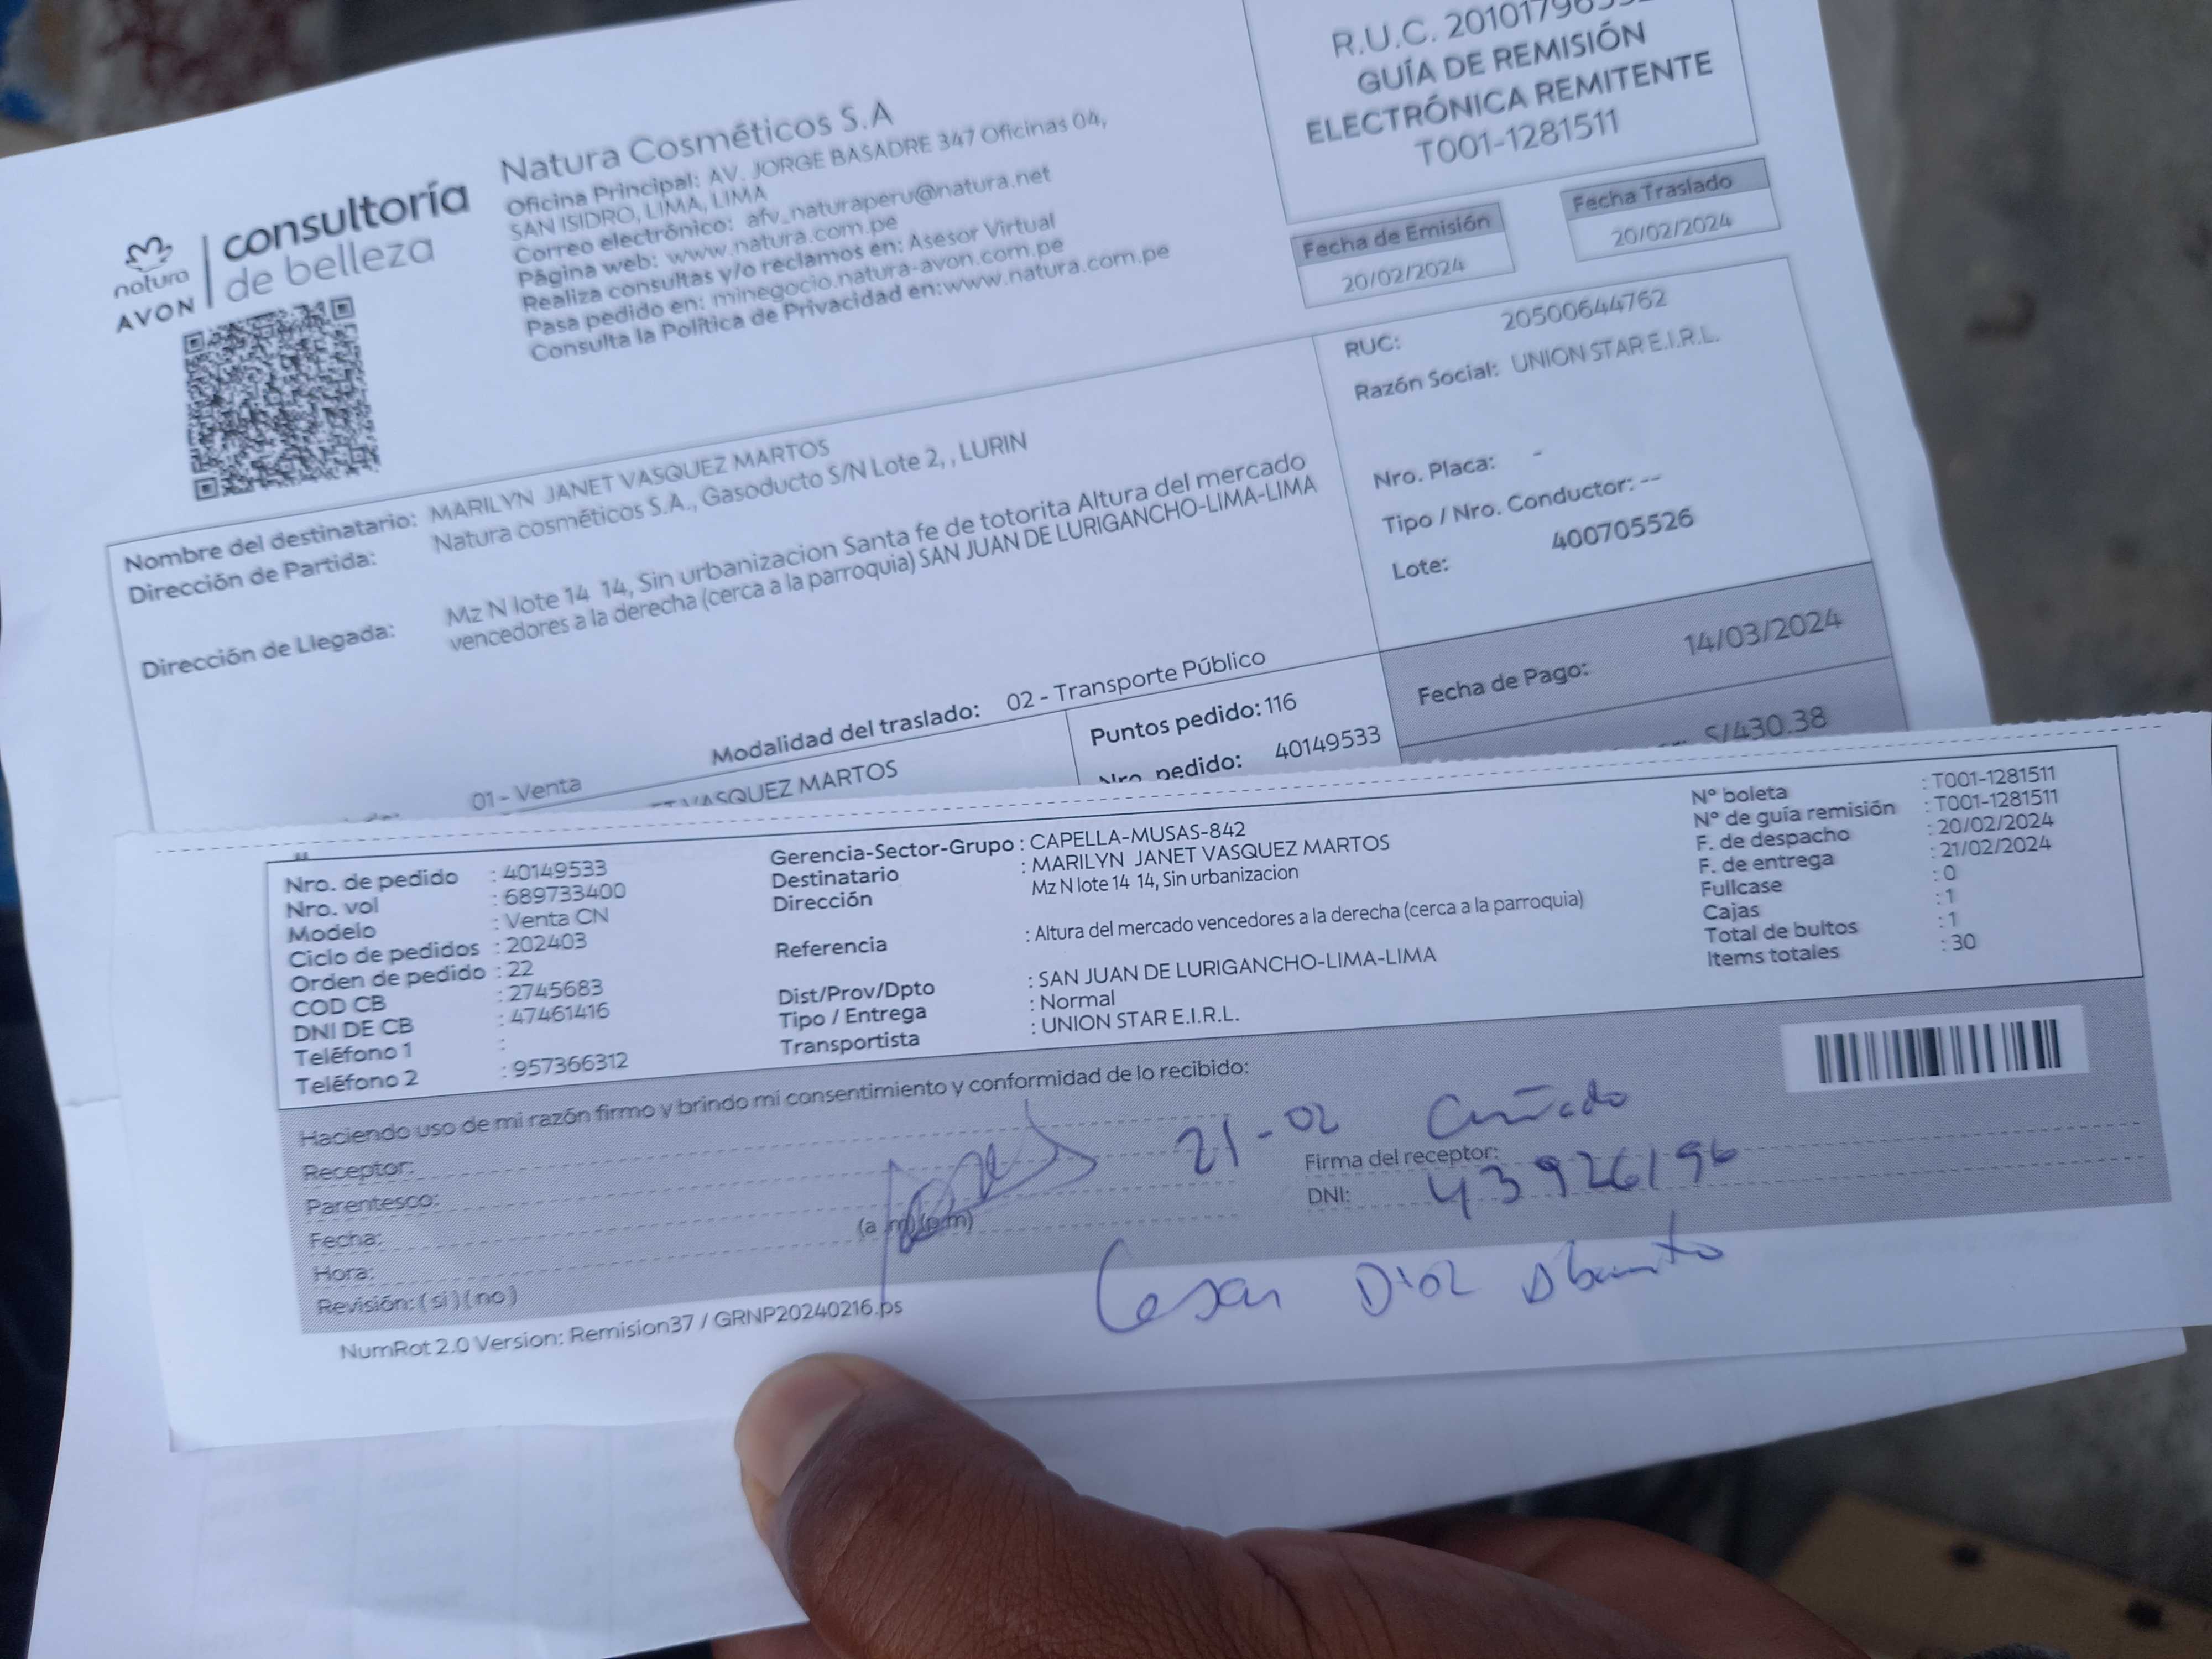 natura
AVON
consultoría
de belleza
Natura Cosméticos S.A
Oficina Principal: AV. JORGE BASADRE 347 Oficinas 04,
SAN ISIDRO, LIMA, LIMA
Correo electrónico: afv_naturaperu@natura.net
Página web: www.natura.com.pe
Realiza consultas y/o reclamos en: Asesor Virtual
Pasa pedido en: minegocio.natura-avon.com.pe
Consulta la Política de Privacidad en:www.natura.com.pe
R.U.C.
GUÍA DE REMISIÓN
ELECTRÓNICA REMITENTE
T001-1281511
Fecha de Emisión
20/02/2024
Fecha Traslado
20/02/2024
Nombre del destinatario: MARILYN JANET VASQUEZ MARTOS
Dirección de Partida: Natura cosméticos S.A., Gasoducto S/N Lote 2, , LURIN
Dirección de Llegada: Mz N lote 14 14, Sin urbanizacion Santa fe de totorita Altura del mercado
vencedores a la derecha (cerca a la parroquia) SAN JUAN DE LURIGANCHO-LIMA-LIMA
RUC: 20500644762
Razón Social: UNION STAR E.I.R.L.
Nro. Placa: -
Tipo / Nro. Conductor: --
Lote: 400705526
Fecha de Pago: 14/03/2024
S/430.38
Modalidad del traslado: 02 - Transporte Público
01 - Venta
VASQUEZ MARTOS
Puntos pedido: 116
Nro. pedido: 40149533
Nro. de pedido : 40149533
Nro. vol : 689733400
Modelo : Venta CN
Ciclo de pedidos : 202403
Orden de pedido : 22
COD CB : 2745683
DNI DE CB : 47461416
Teléfono 1 :
Teléfono 2 : 957366312
Gerencia-Sector-Grupo : CAPELLA-MUSAS-842
Destinatario : MARILYN JANET VASQUEZ MARTOS
Dirección Mz N lote 14 14, Sin urbanizacion
Referencia : Altura del mercado vencedores a la derecha (cerca a la parroquia)
Dist/Prov/Dpto : SAN JUAN DE LURIGANCHO-LIMA-LIMA
Tipo / Entrega : Normal
Transportista : UNION STAR E.I.R.L.
N° boleta : T001-1281511
N° de guía remisión : T001-1281511
F. de despacho : 20/02/2024
F. de entrega : 21/02/2024
Fullcase : 0
Cajas : 1
Total de bultos : 1
Items totales : 30
Haciendo uso de mi razón firmo y brindo mi consentimiento y conformidad de lo recibido:
Receptor:
Parentesco:
Fecha:
Hora: (a .m) (p.m)
Revisión: ( si ) ( no )
21-02 Cuñado
Firma del receptor:
DNI: 43926196
Cesar Diaz
NumRot 2.0 Version: Remision37 / GRNP20240216.ps